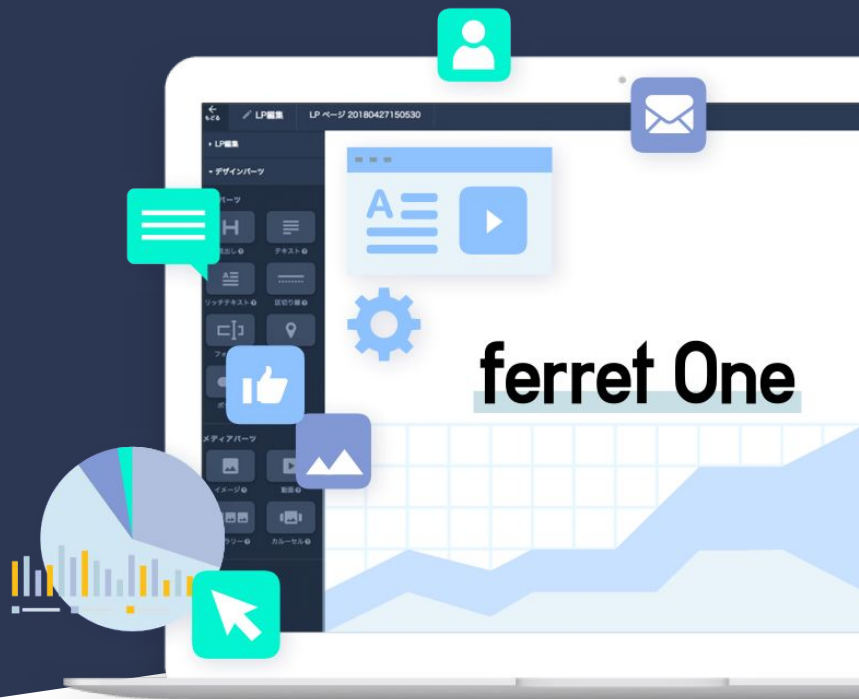 もどる
LP編集
LP ページ 20180427150530
LP編集
デザインパーツ
パーツ
H
テキスト
A
リッチテキスト
区切り線
A
ferret One
メディアパーツ
イメージ
動画
カルーセル